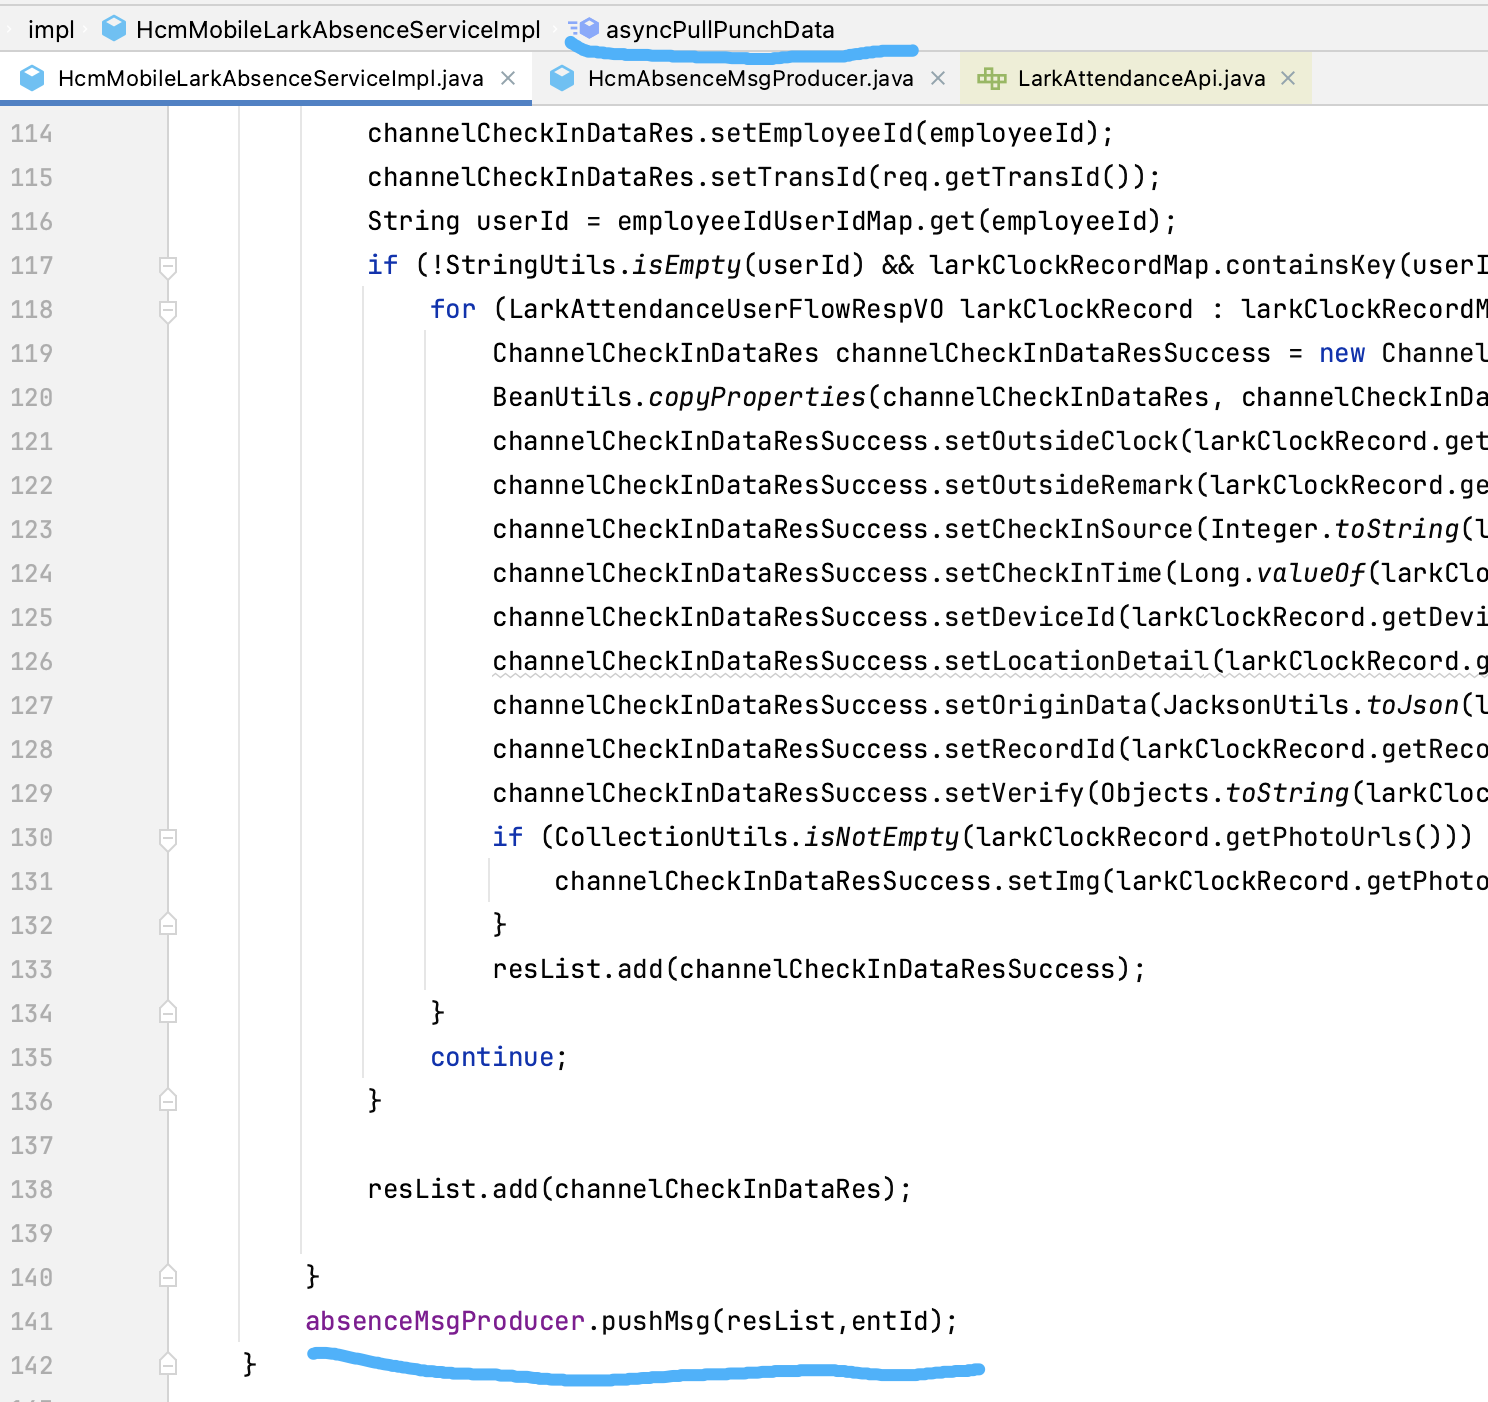 impl HcmMobileLarkAbsenceServiceImpl asyncPullPunchData
HcmMobileLarkAbsenceServiceImpl.java HcmAbsenceMsgProducer.java LarkAttendanceApi.java
114 channelCheckInDataRes.setEmployeeId(employeeId);
115 channelCheckInDataRes.setTransId(req.getTransId());
116 String userId = employeeIdUserIdMap.get(employeeId);
117 if (!StringUtils.isEmpty(userId) && larkClockRecordMap.containsKey(userI
118 for (LarkAttendanceUserFlowRespVO larkClockRecord : larkClockRecordM
119 ChannelCheckInDataRes channelCheckInDataResSuccess = new Channel
120 BeanUtils.copyProperties(channelCheckInDataRes, channelCheckInDa
121 channelCheckInDataResSuccess.setOutsideClock(larkClockRecord.get
122 channelCheckInDataResSuccess.setOutsideRemark(larkClockRecord.ge
123 channelCheckInDataResSuccess.setCheckInSource(Integer.toString(l
124 channelCheckInDataResSuccess.setCheckInTime(Long.valueOf(larkClo
125 channelCheckInDataResSuccess.setDeviceId(larkClockRecord.getDevi
126 channelCheckInDataResSuccess.setLocationDetail(larkClockRecord.g
127 channelCheckInDataResSuccess.setOriginData(JacksonUtils.toJson(l
128 channelCheckInDataResSuccess.setRecordId(larkClockRecord.getReco
129 channelCheckInDataResSuccess.setVerify(Objects.toString(larkCloc
130 if (CollectionUtils.isNotEmpty(larkClockRecord.getPhotoUrls()))
131 channelCheckInDataResSuccess.setImg(larkClockRecord.getPhoto
132 }
133 resList.add(channelCheckInDataResSuccess);
134 }
135 continue;
136 }
137
138 resList.add(channelCheckInDataRes);
139
140 }
141 absenceMsgProducer.pushMsg(resList,entId);
142 }